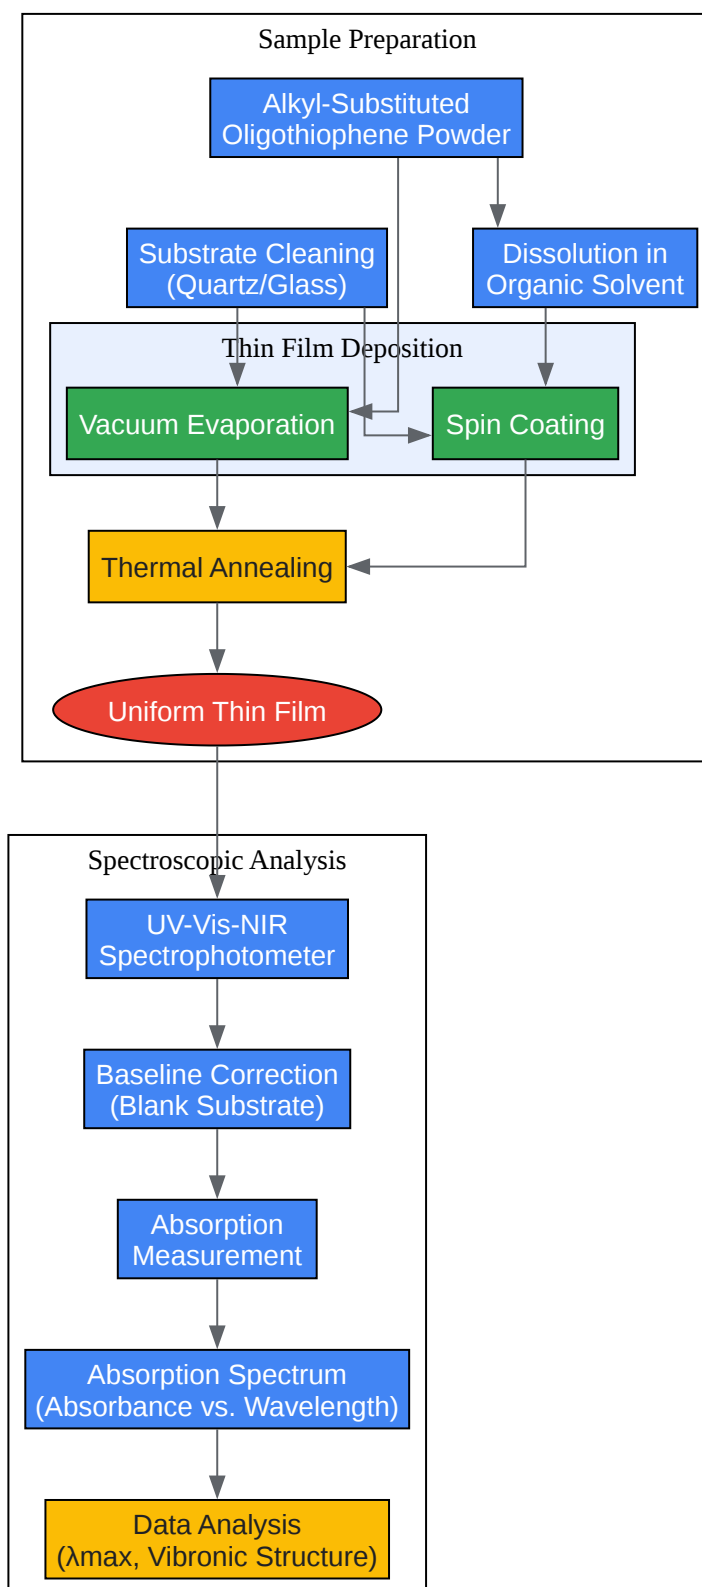 Sample Preparation
Alkyl-Substituted
Oligothiophene Powder
Substrate Cleaning
(Quartz/Glass)
Dissolution in
Organic Solvent
Thin Film Deposition
Vacuum Evaporation
Spin Coating
Thermal Annealing
Uniform Thin Film
Spectroscopic Analysis
UV-Vis-NIR
Spectrophotometer
Baseline Correction
(Blank Substrate)
Absorption
Measurement
Absorption Spectrum
(Absorbance vs. Wavelength)
Data Analysis
(λmax, Vibronic Structure)